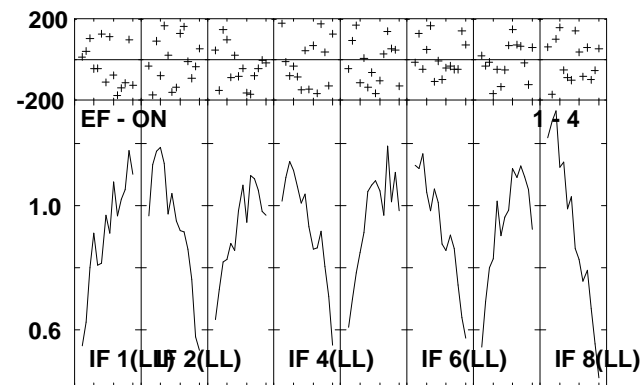 200
-200
EF - ON 1 - 4
1.0
0.6
IF 1(LL) IF 2(LL) IF 4(LL) IF 6(LL) IF 8(LL)